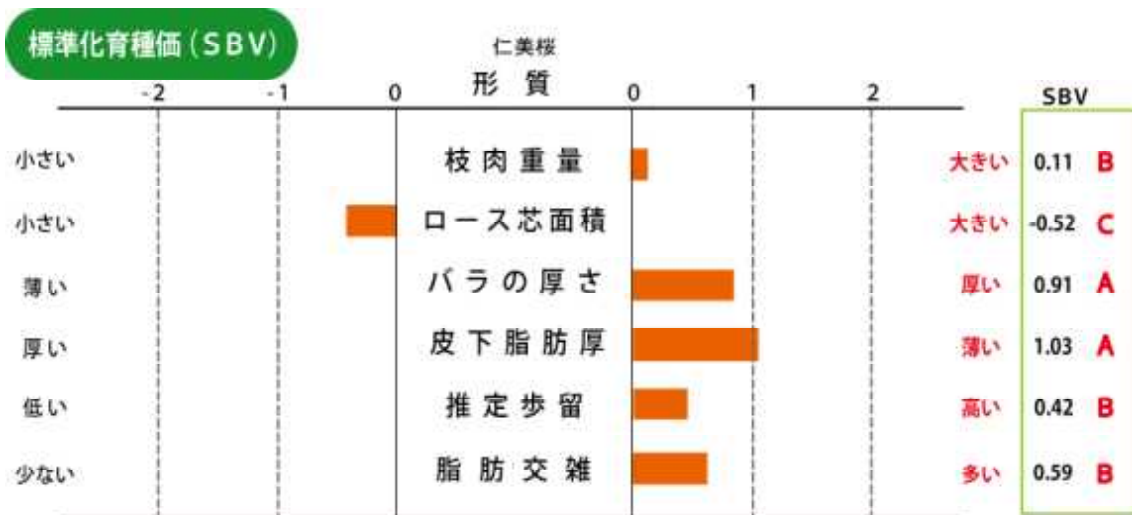 標準化育種価(SBV)
仁美桜
形 質
-2 -1 0 0 1 2 SBV
小さい 枝肉重量 大きい 0.11 B
小さい ロース芯面積 大きい -0.52 C
薄い バラの厚さ 厚い 0.91 A
厚い 皮下脂肪厚 薄い 1.03 A
低い 推定歩留 高い 0.42 B
少ない 脂肪交雑 多い 0.59 B